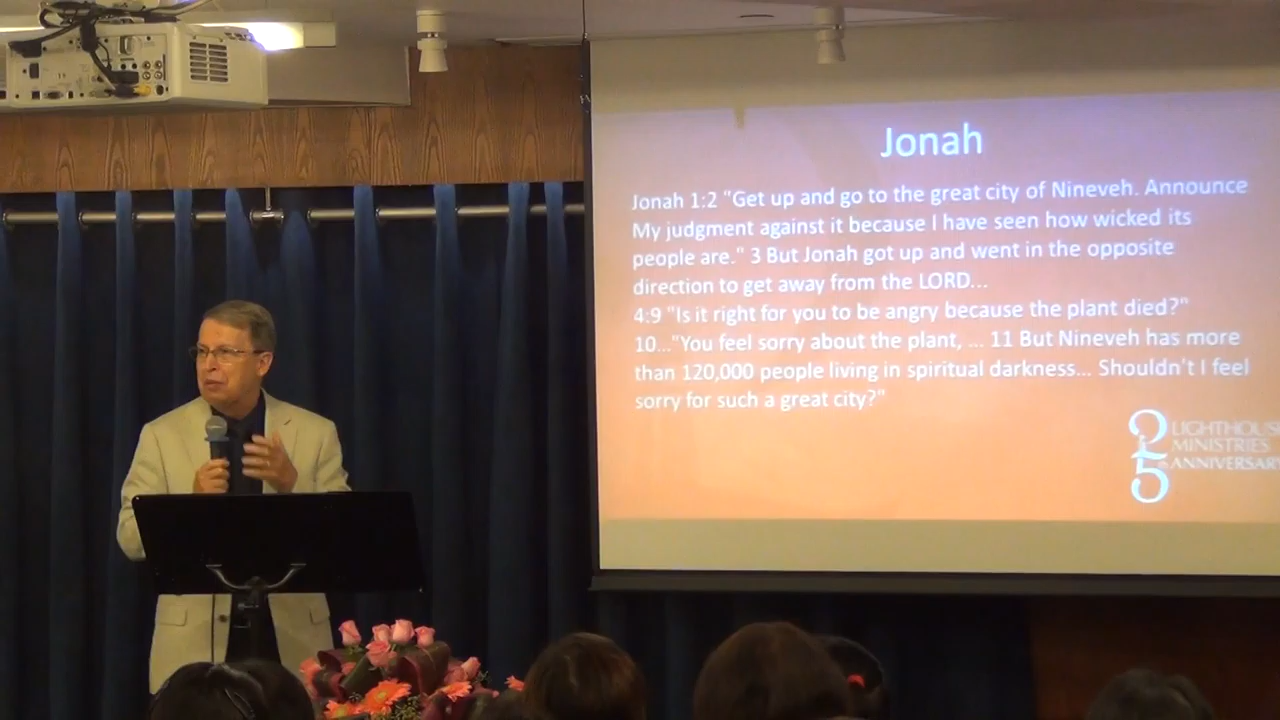 Jonah
Jonah 1:2 "Get up and go to the great city of Nineveh. Announce
My judgment against it because I have seen how wicked its
people are." 3 But Jonah got up and went in the opposite
direction to get away from the LORD...
4:9 "Is it right for you to be angry because the plant died?"
10..."You feel sorry about the plant, ... 11 But Nineveh has more
than 120,000 people living in spiritual darkness... Shouldn't I feel
sorry for such a great city?"
25
LIGHTHOUS
MINISTRIES
ANNIVERSARY